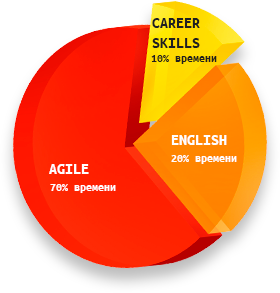 CAREER
SKILLS
10% времени
ENGLISH
20% времени
AGILE
70% времени